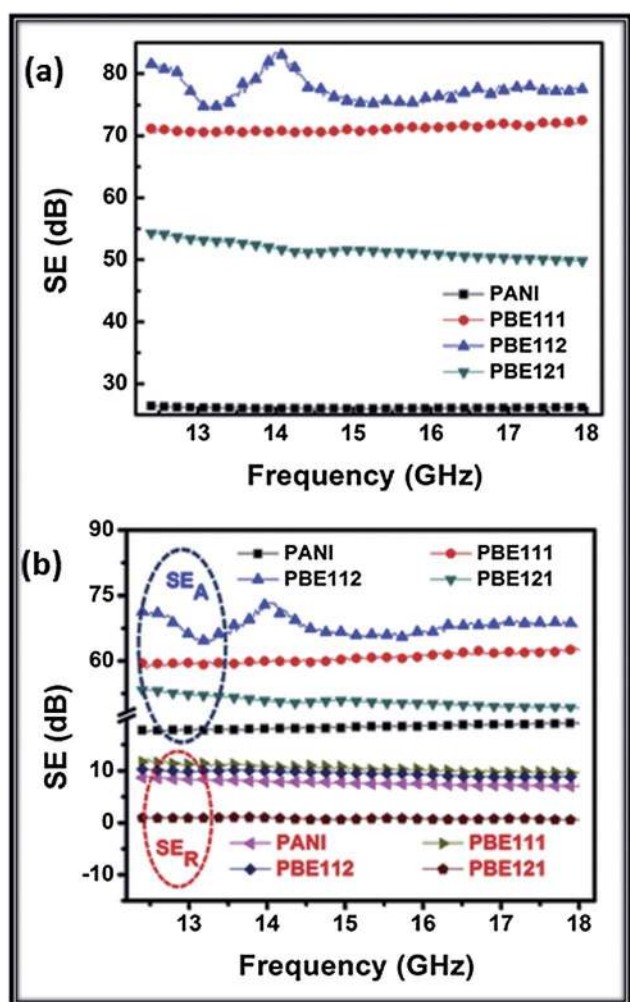 (a)
SE (dB)
80
70
60
50
40
30
PANI
PBE111
PBE112
PBE121
13 14 15 16 17 18
Frequency (GHz)
(b)
SE (dB)
90
75
60
10
0
-10
PANI PBE111
PBE112 PBE121
SE_A
SE_R
PANI PBE111
PBE112 PBE121
13 14 15 16 17 18
Frequency (GHz)